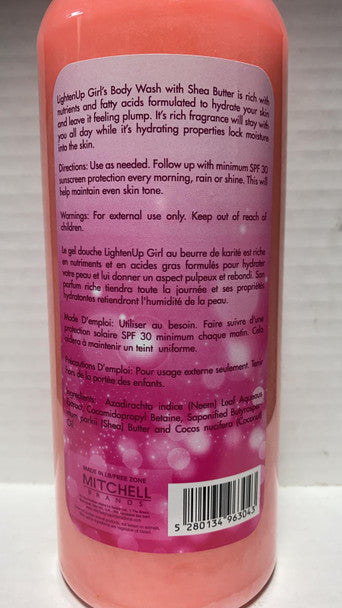 LightenUp Girl's Body Wash with Shea Butter is rich with
nutrients and fatty acids formulated to hydrate your skin
and leave it feeling plump. It's rich fragrance will stay with
you all day while it's hydrating properties lock moisture
into the skin.
Directions: Use as needed. Follow up with minimum SPF 30
sunscreen protection every morning, rain or shine. This will
help maintain even skin tone.
Warnings: For external use only. Keep out of reach of
children.
Le gel douche LightenUp Girl au beurre de karité est riche
en nutriments et en acides gras formulés pour hydrater
votre peau et lui donner un aspect pulpeux et rebondi. Son
parfum riche tiendra toute la journée et ses propriétés
hydratantes retiendront l'humidité de la peau.
Mode D'emploi: Utiliser au besoin. Faire suivre d'une
protection solaire SPF 30 minimum chaque matin. Cela
aidera à maintenir un teint uniforme.
Précautions D'emploi: Pour usage externe seulement. Tenir
hors de la portée des enfants.
Ingredients: Azadirachta indica (Neem) Leaf Aqueous
Extract, Cocamidopropyl Betaine, Saponified Butyrospermum
parkii (Shea) Butter and Cocos nucifera (Coconut)
Oil
MADE IN LIB/FREE ZONE
MITCHELL
BRANDS
5 280134 963043